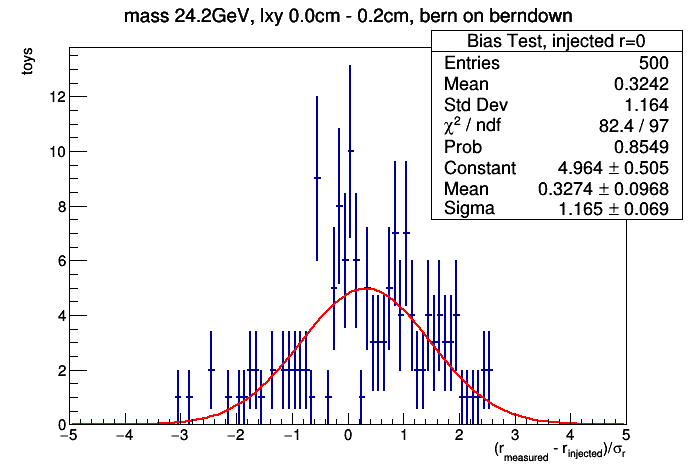 mass 24.2GeV, lxy 0.0cm - 0.2cm, bern on berndown
Bias Test, injected r=0
Entries 500
Mean 0.3242
Std Dev 1.164
χ² / ndf 82.4 / 97
Prob 0.8549
Constant 4.964 ± 0.505
Mean 0.3274 ± 0.0968
Sigma 1.165 ± 0.069
toys
12
10
8
6
4
2
0
−5 −4 −3 −2 −1 0 1 2 3 4 5
(r_measured - r_injected)/σ_r